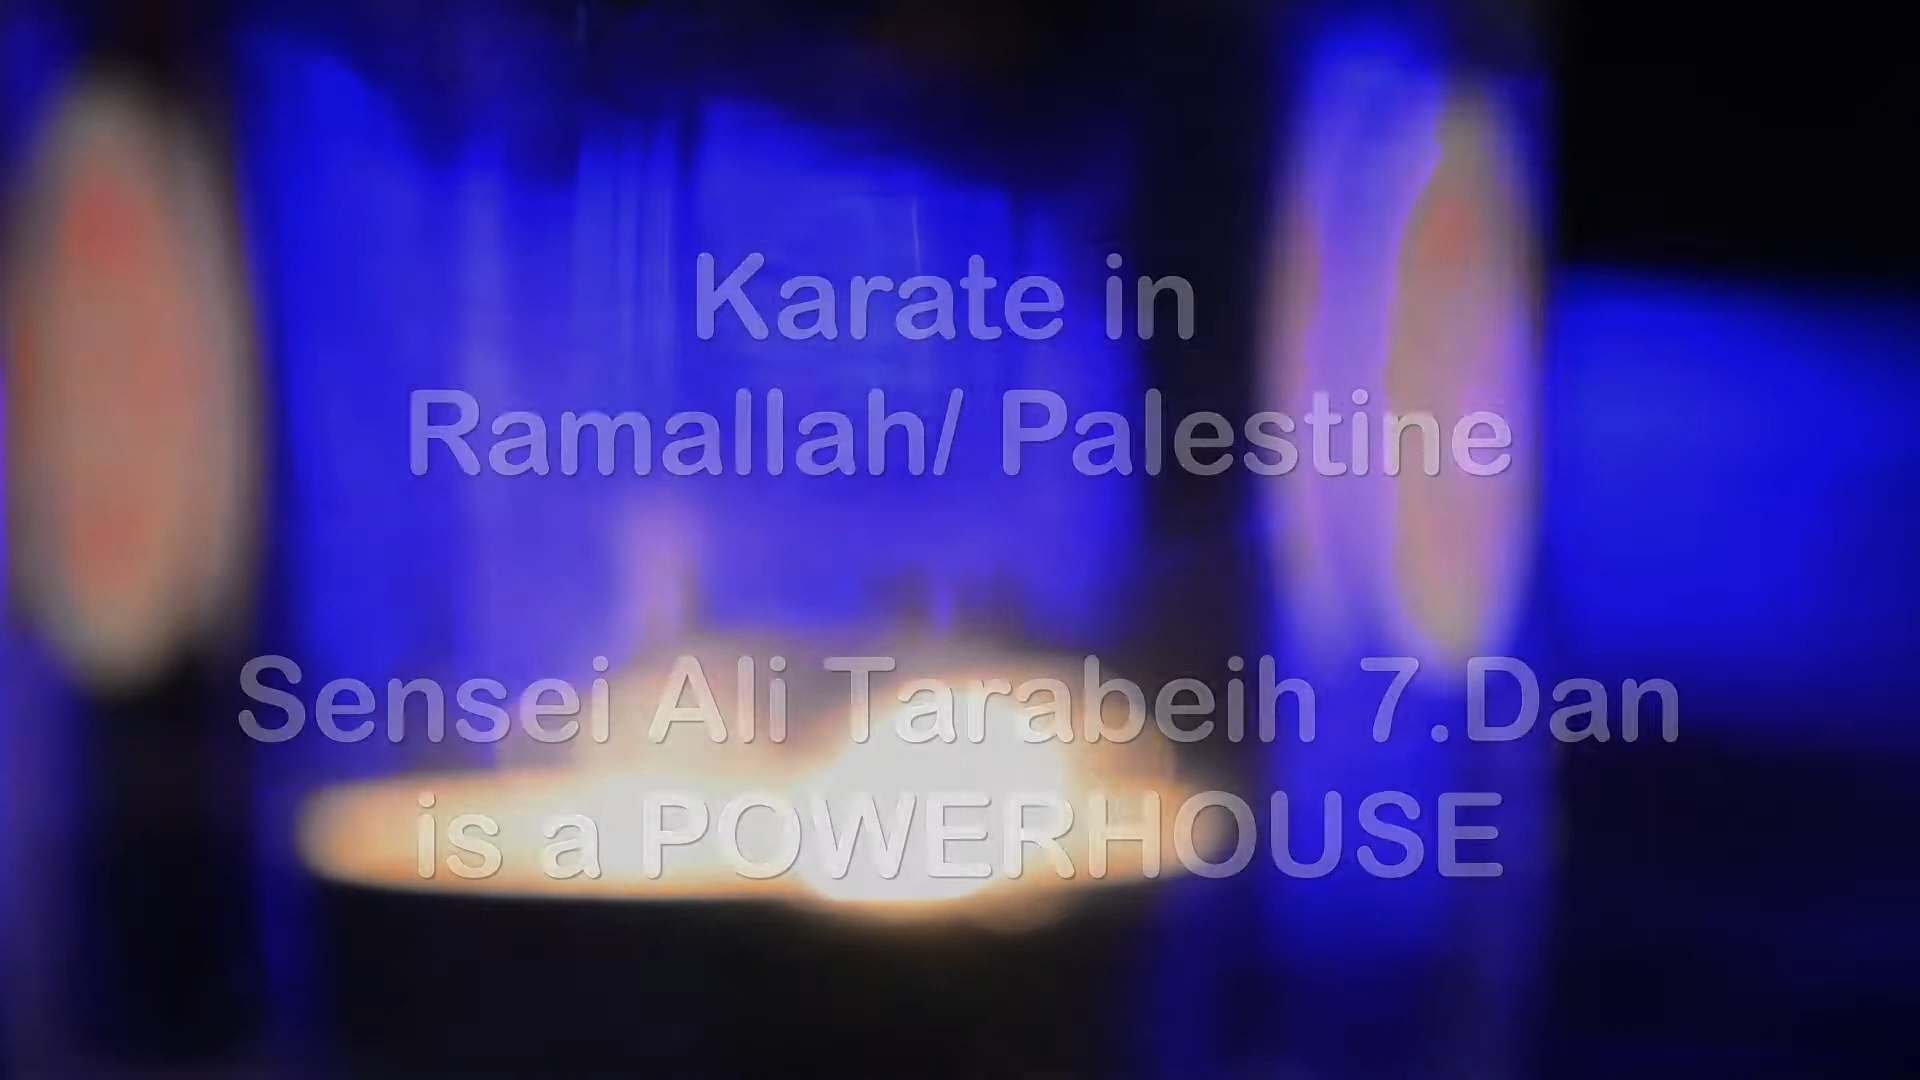 Karate in
Ramallah/ Palestine
Sensei Ali Tarabeih 7.Dan
is a POWERHOUSE